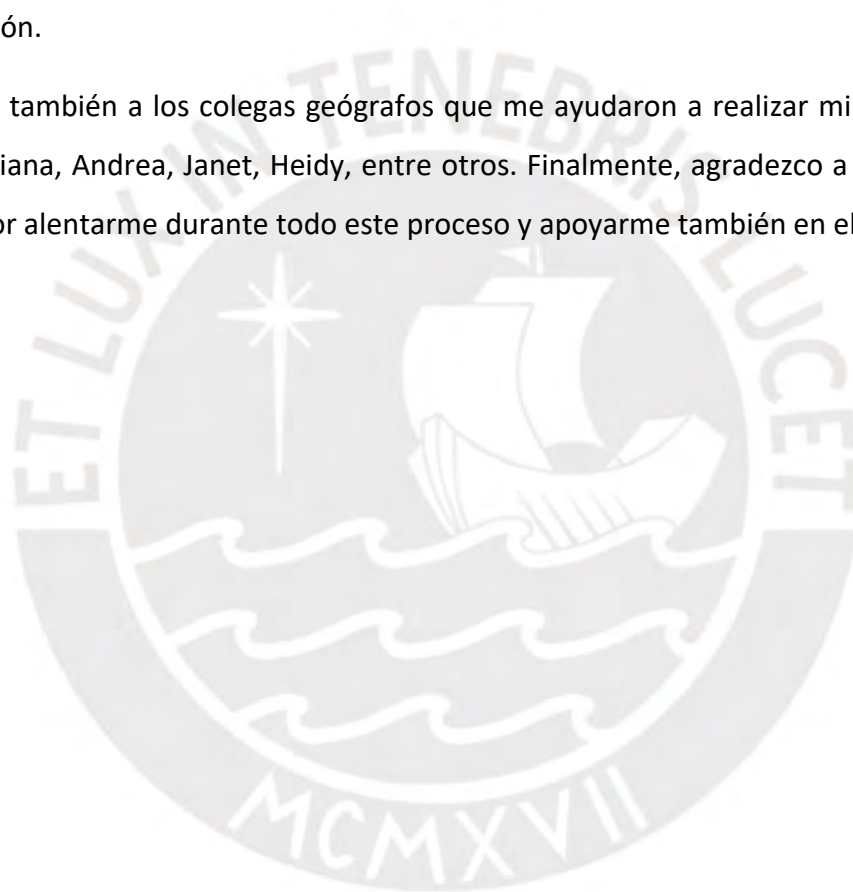 ón.
también a los colegas geógrafos que me ayudaron a realizar mi
iana, Andrea, Janet, Heidy, entre otros. Finalmente, agradezco a
or alentarme durante todo este proceso y apoyarme también en el
ET LUX IN TENEBRIS LUCET
MCMXVII